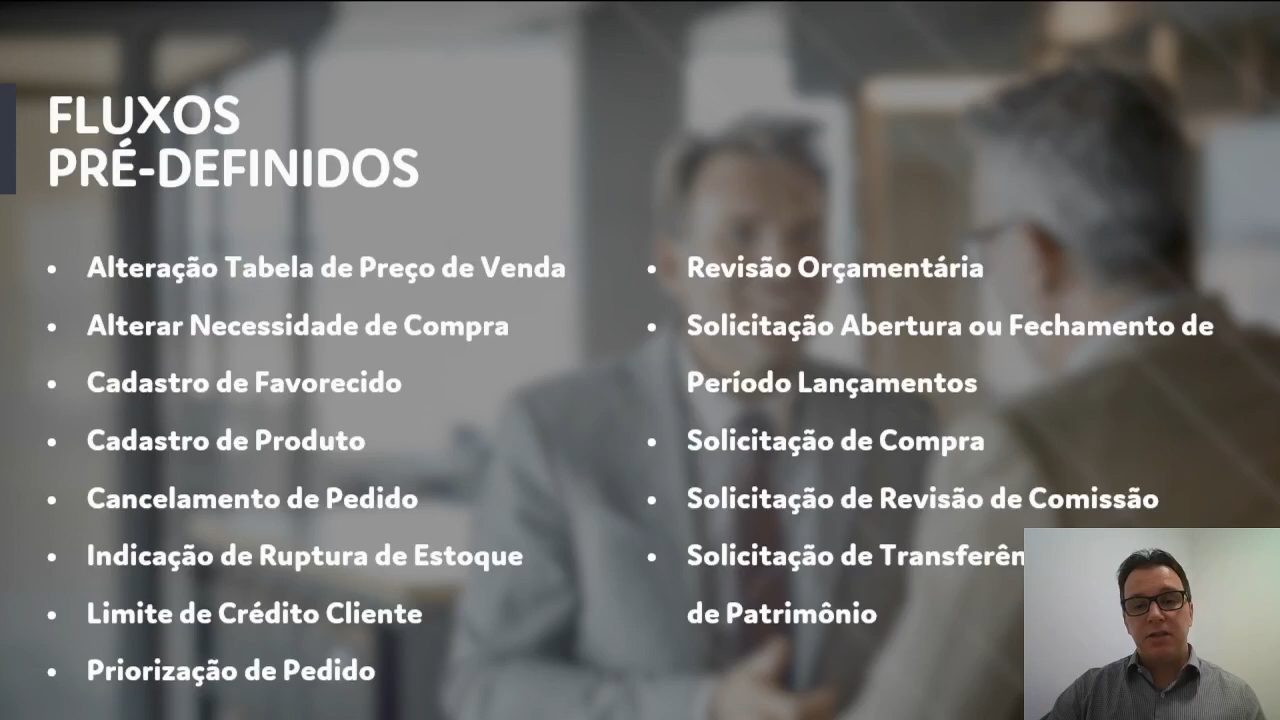 FLUXOS
PRÉ-DEFINIDOS
• Alteração Tabela de Preço de Venda
• Alterar Necessidade de Compra
• Cadastro de Favorecido
• Cadastro de Produto
• Cancelamento de Pedido
• Indicação de Ruptura de Estoque
• Limite de Crédito Cliente
• Priorização de Pedido
• Revisão Orçamentária
• Solicitação Abertura ou Fechamento de
Período Lançamentos
• Solicitação de Compra
• Solicitação de Revisão de Comissão
• Solicitação de
de Patrimônio